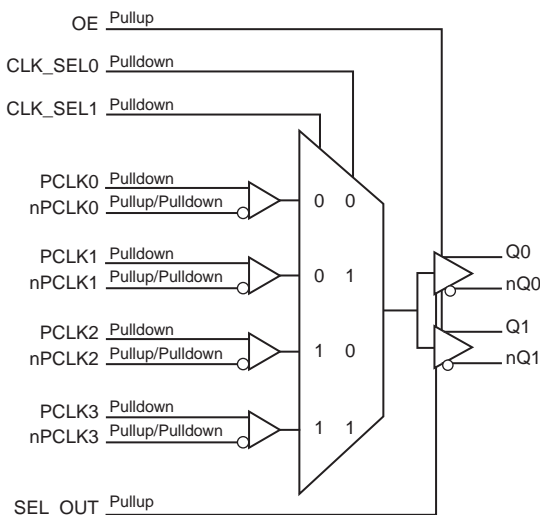 OE Pullup
CLK_SEL0 Pulldown
CLK_SEL1 Pulldown
PCLK0 Pulldown
nPCLK0 Pullup/Pulldown
0 0
PCLK1 Pulldown
nPCLK1 Pullup/Pulldown
0 1
PCLK2 Pulldown
nPCLK2 Pullup/Pulldown
1 0
PCLK3 Pulldown
nPCLK3 Pullup/Pulldown
1 1
Q0
nQ0
Q1
nQ1
SEL_OUT Pullup